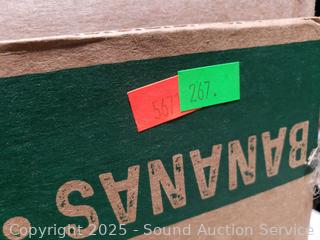 267.
567
BANANAS
Copyright 2025 - Sound Auction Service